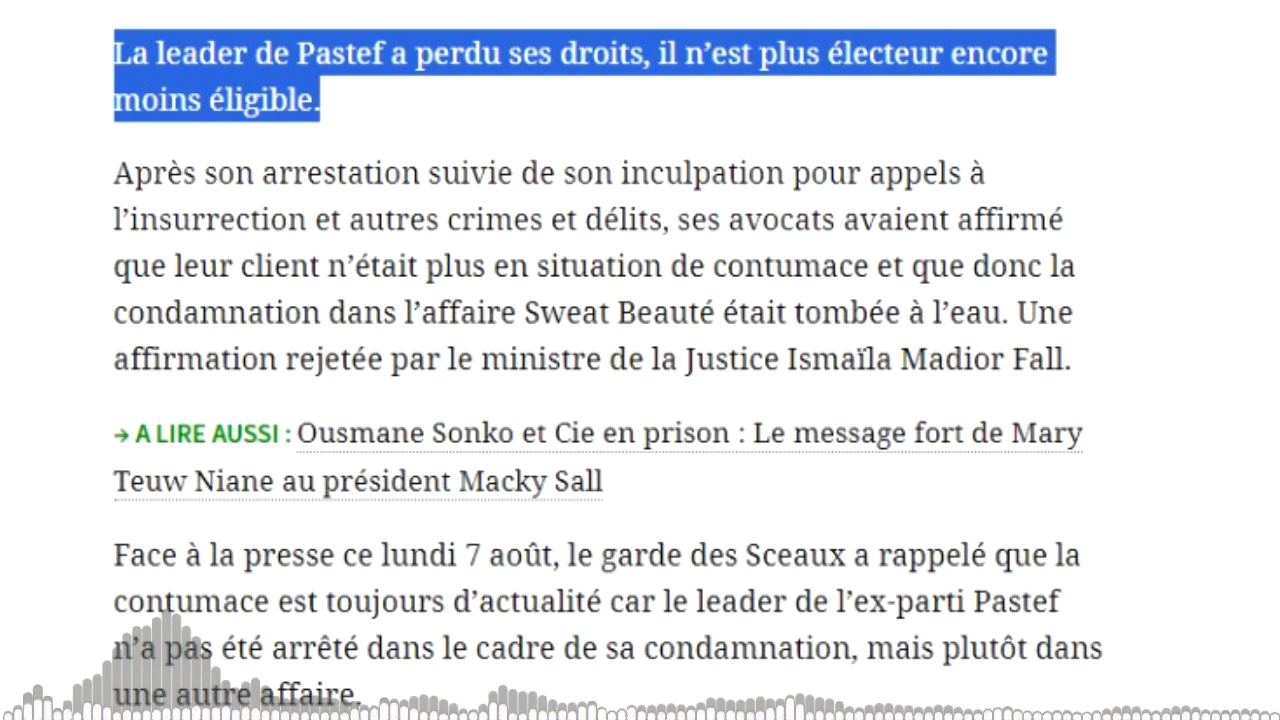 La leader de Pastef a perdu ses droits, il n’est plus électeur encore
moins éligible.
Après son arrestation suivie de son inculpation pour appels à
l’insurrection et autres crimes et délits, ses avocats avaient affirmé
que leur client n’était plus en situation de contumace et que donc la
condamnation dans l’affaire Sweat Beauté était tombée à l’eau. Une
affirmation rejetée par le ministre de la Justice Ismaïla Madior Fall.
→ A LIRE AUSSI : Ousmane Sonko et Cie en prison : Le message fort de Mary
Teuw Niane au président Macky Sall
Face à la presse ce lundi 7 août, le garde des Sceaux a rappelé que la
contumace est toujours d’actualité car le leader de l’ex-parti Pastef
n’a pas été arrêté dans le cadre de sa condamnation, mais plutôt dans
une autre affaire.